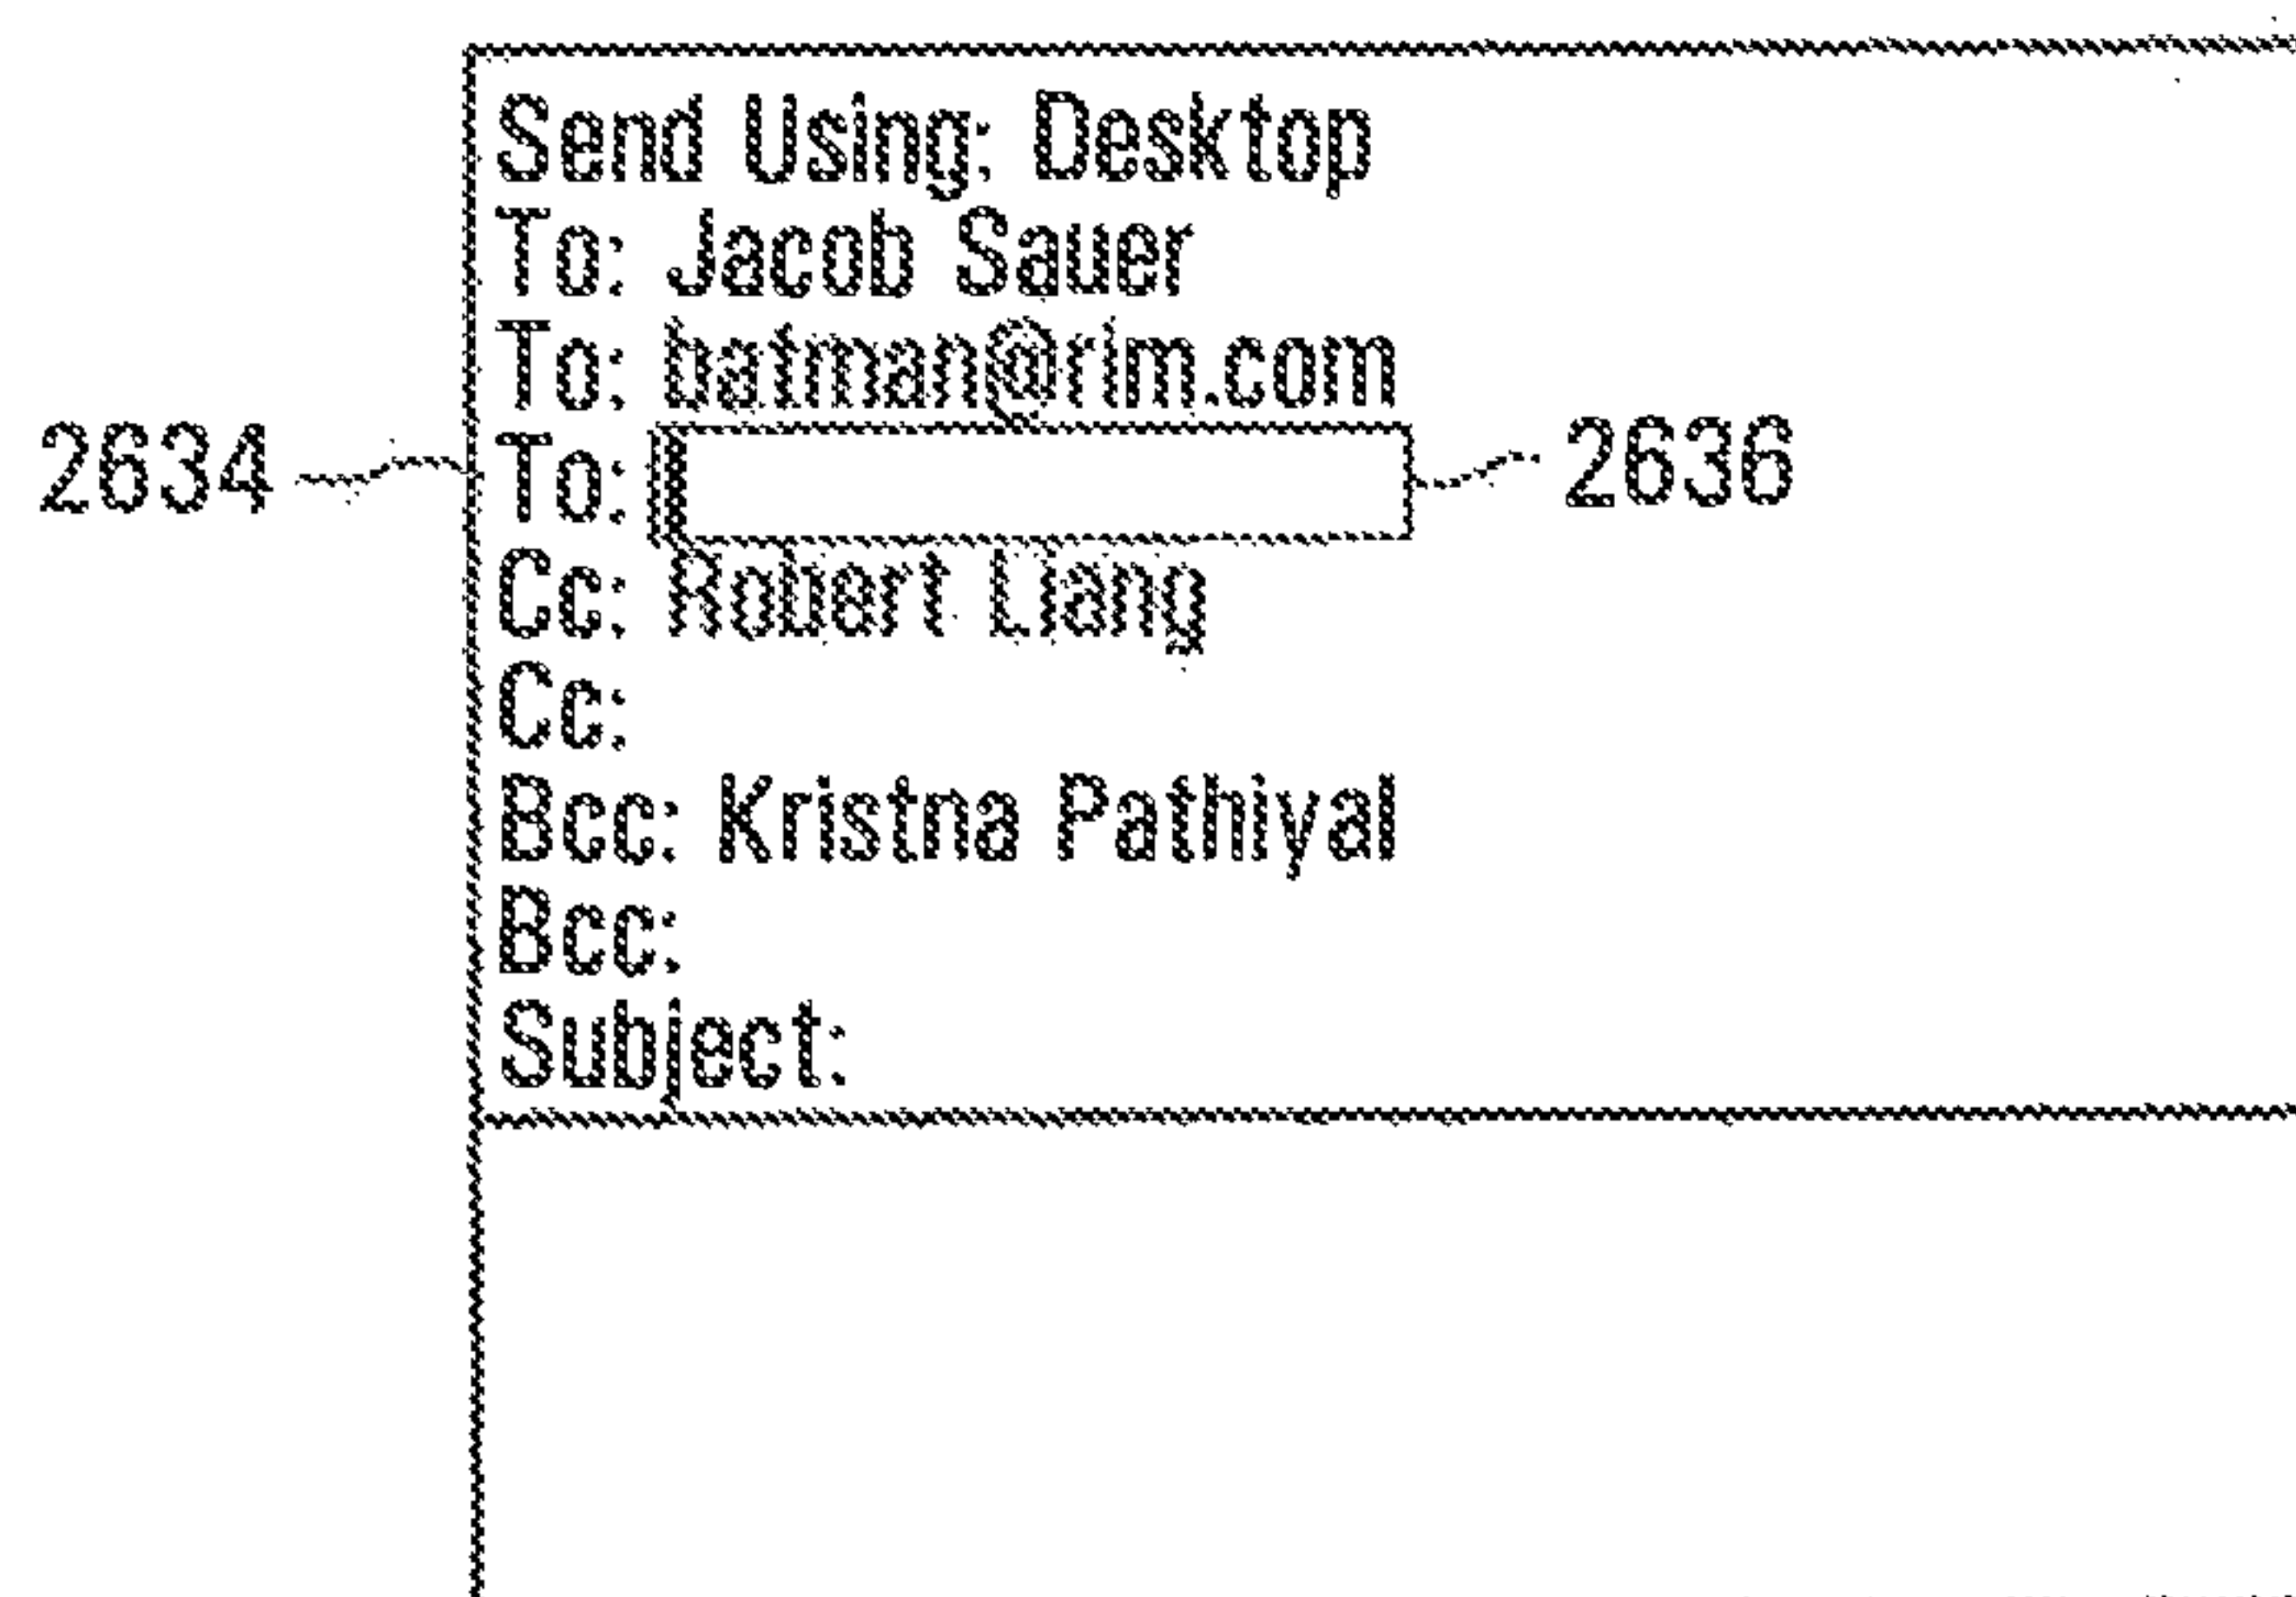 Send Using: Desktop
To: Jacob Sauer
To: batman@rim.com
2634 To: 2636
Cc: Robert Liang
Cc:
Bcc: Kristna Pathiyal
Bcc:
Subject: